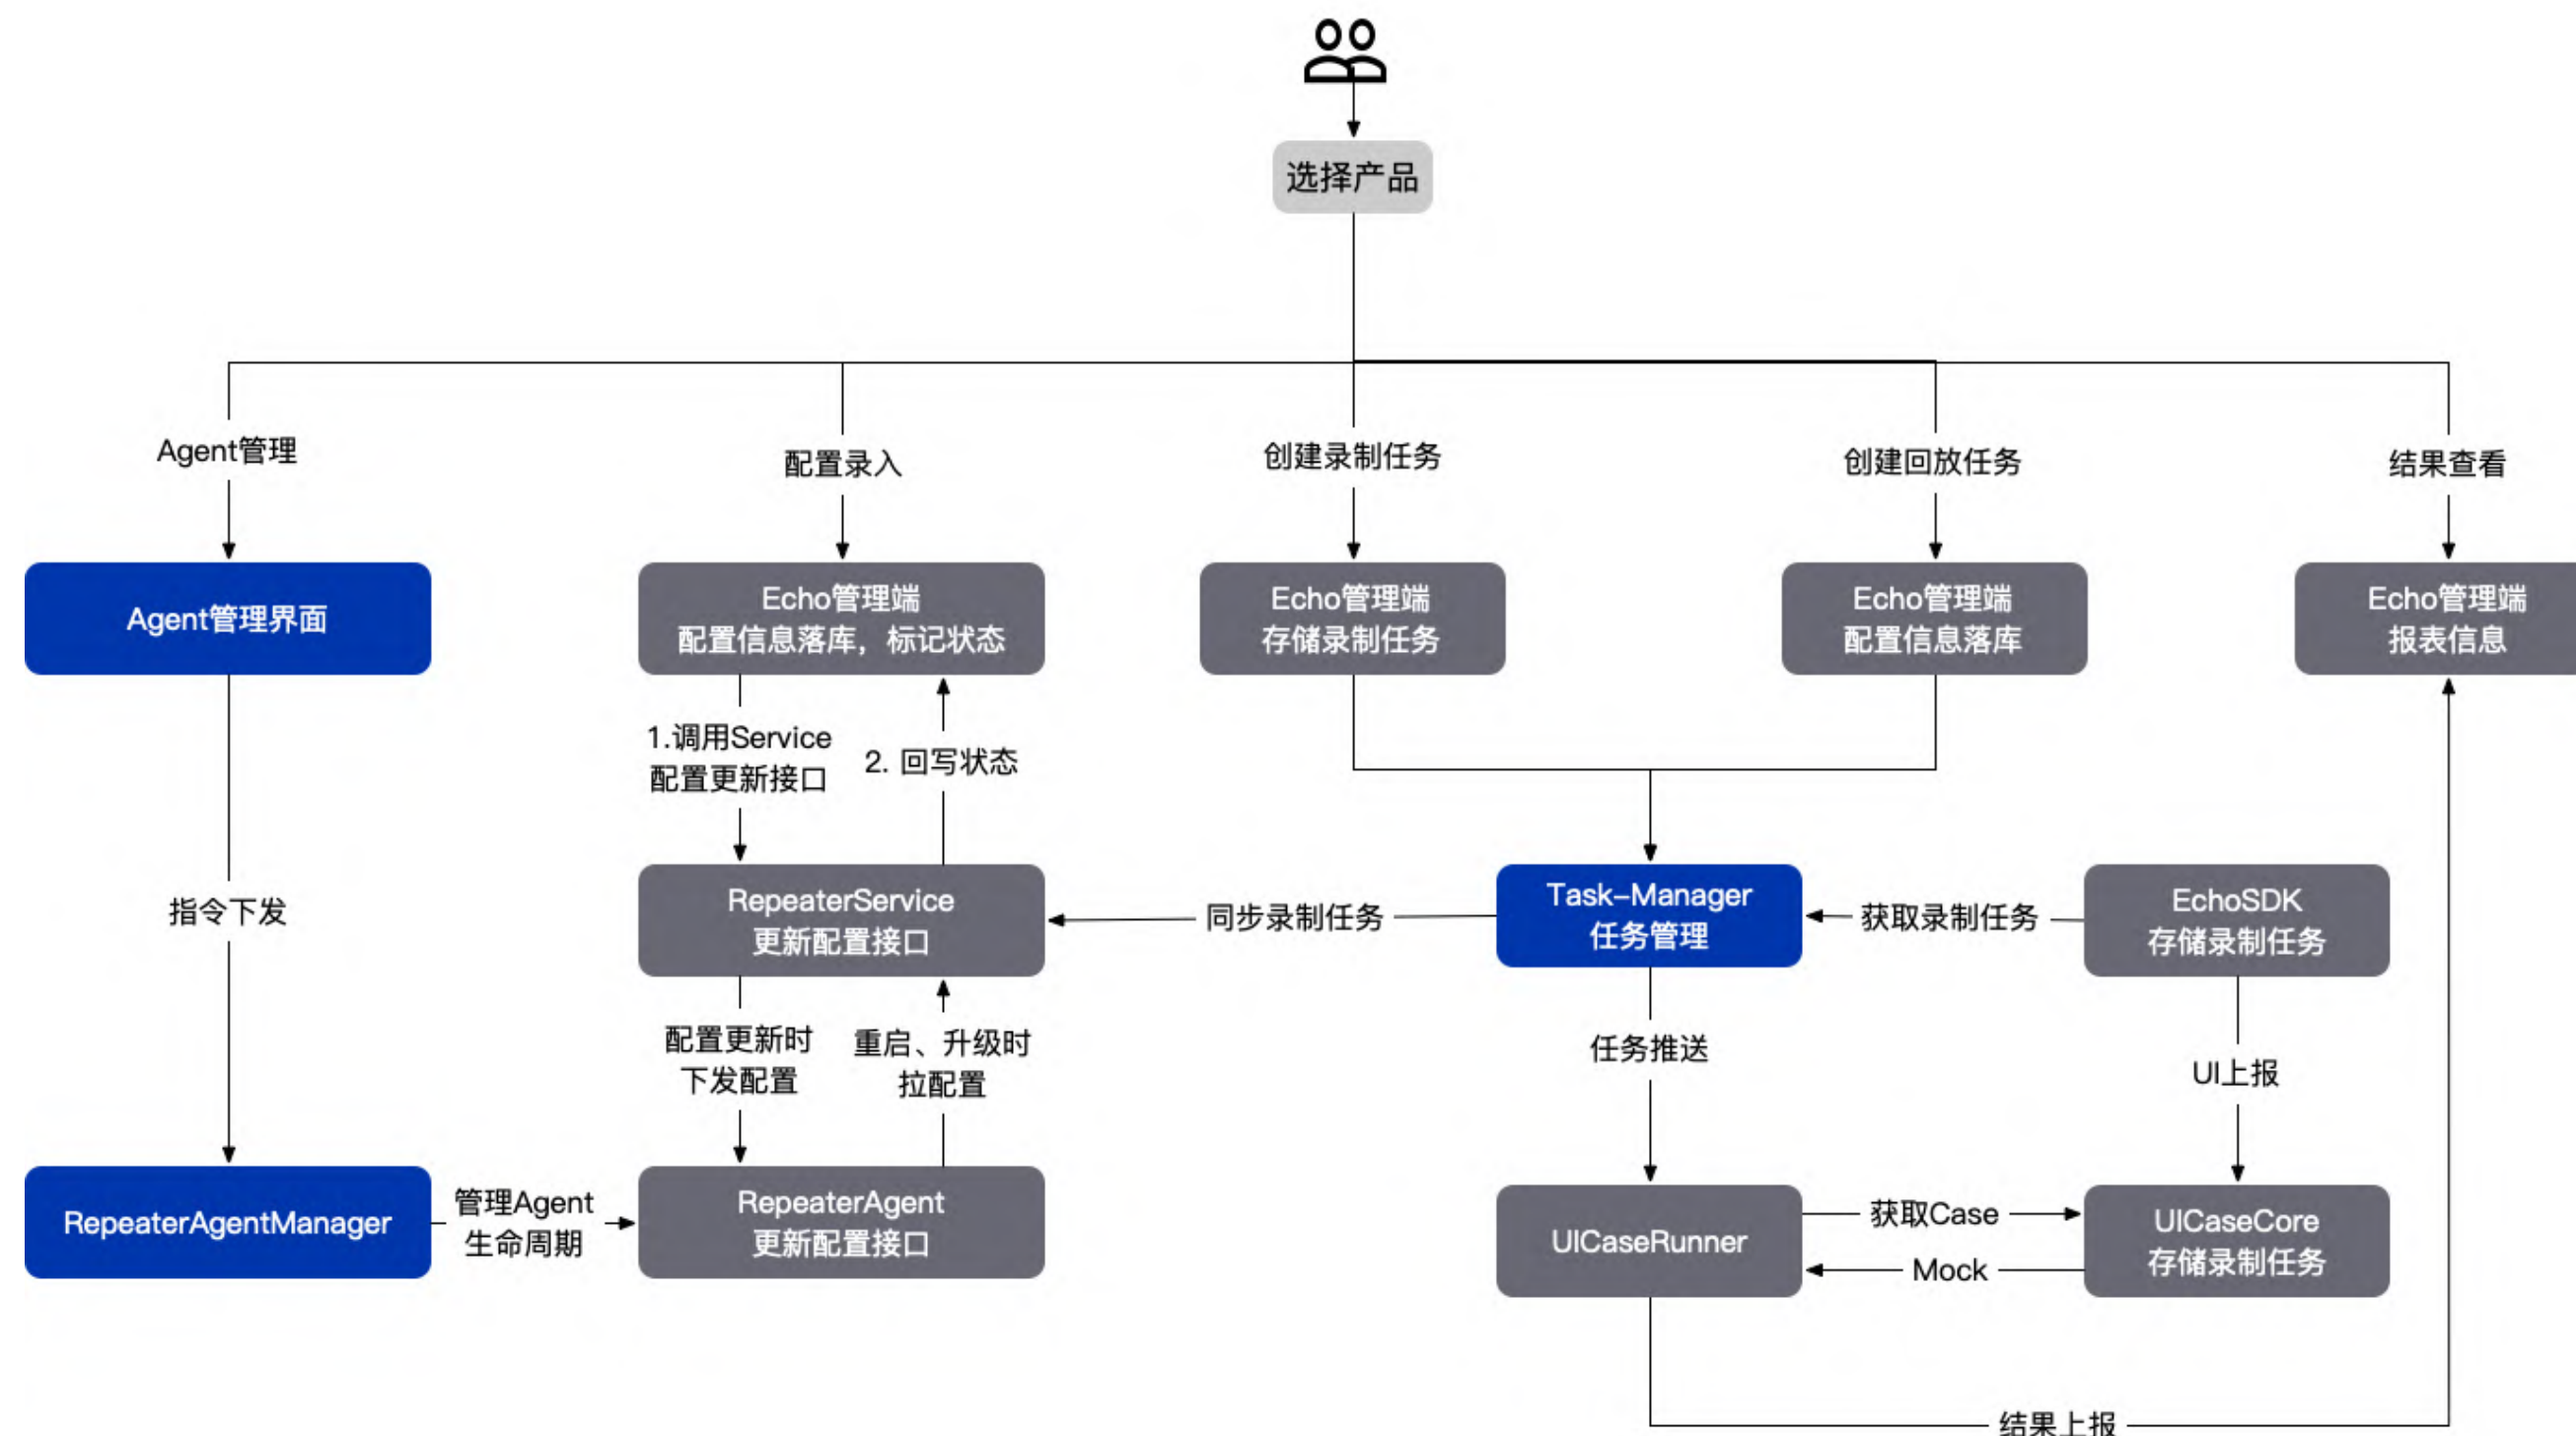 选择产品
Agent管理
配置录入
创建录制任务
创建回放任务
结果查看
Agent管理界面
Echo管理端
配置信息落库，标记状态
Echo管理端
存储录制任务
Echo管理端
配置信息落库
Echo管理端
报表信息
1.调用Service
配置更新接口
2. 回写状态
指令下发
RepeaterService
更新配置接口
同步录制任务
Task-Manager
任务管理
获取录制任务
EchoSDK
存储录制任务
配置更新时
下发配置
重启、升级时
拉配置
任务推送
UI上报
RepeaterAgentManager
管理Agent
生命周期
RepeaterAgent
更新配置接口
UICaseRunner
获取Case
Mock
UICaseCore
存储录制任务
结果上报